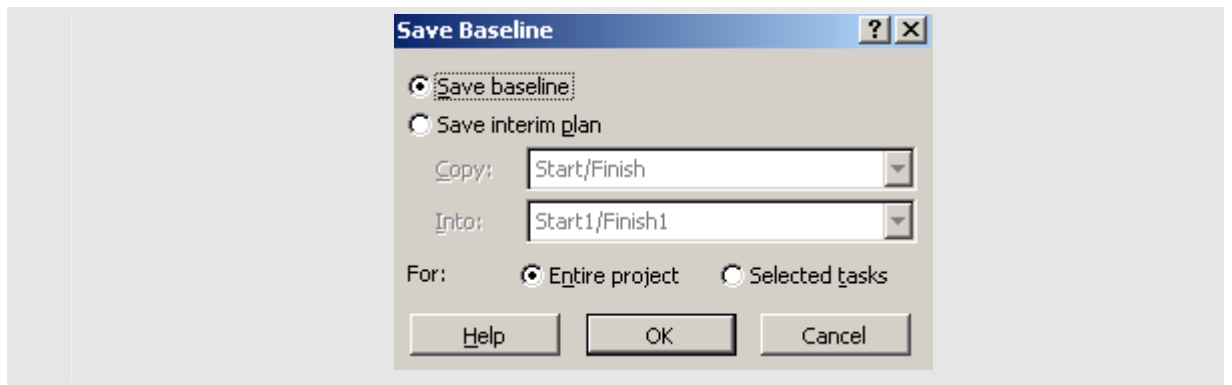 Save Baseline
Save baseline
Save interim plan
Copy: Start/Finish
Into: Start1/Finish1
For: Entire project Selected tasks
Help OK Cancel